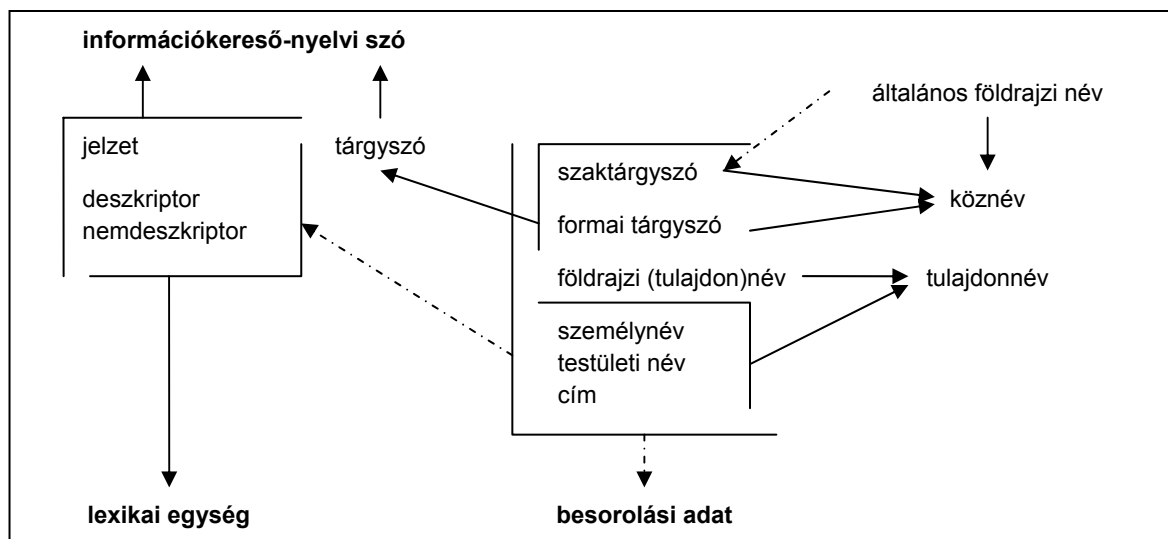 információkereső-nyelvi szó
általános földrajzi név
jelzet
tárgyszó
szaktárgyszó
deszkriptor
köznév
nemdeszkriptor
formai tárgyszó
földrajzi (tulajdon)név
tulajdonnév
személynév
testületi név
cím
lexikai egység
besorolási adat